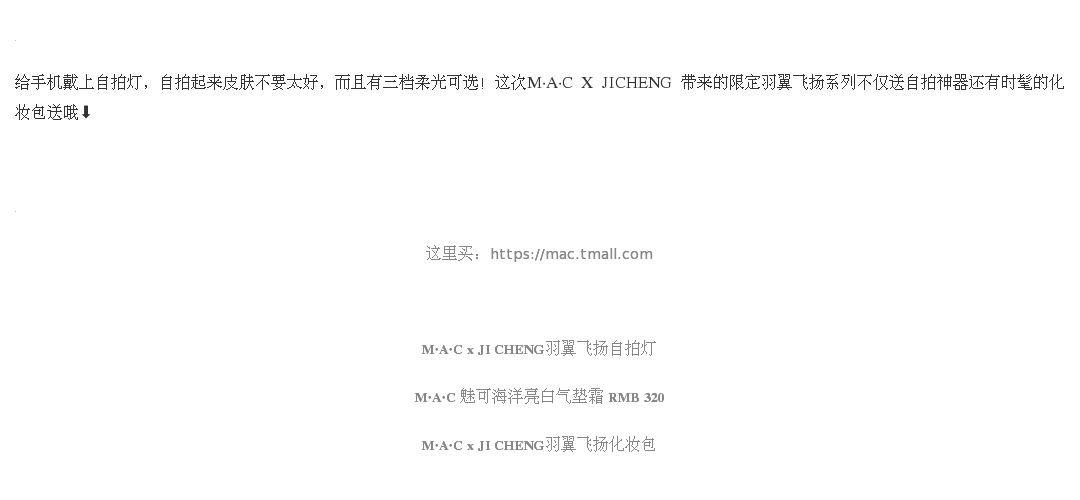 给手机戴上自拍灯，自拍起来皮肤不要太好，而且有三档柔光可选！这次M·A·C X JICHENG 带来的限定羽翼飞扬系列不仅送自拍神器还有时髦的化
妆包送哦⬇
这里买：https://mac.tmall.com
M·A·C x JI CHENG羽翼飞扬自拍灯
M·A·C 魅可海洋亮白气垫霜 RMB 320
M·A·C x JI CHENG羽翼飞扬化妆包